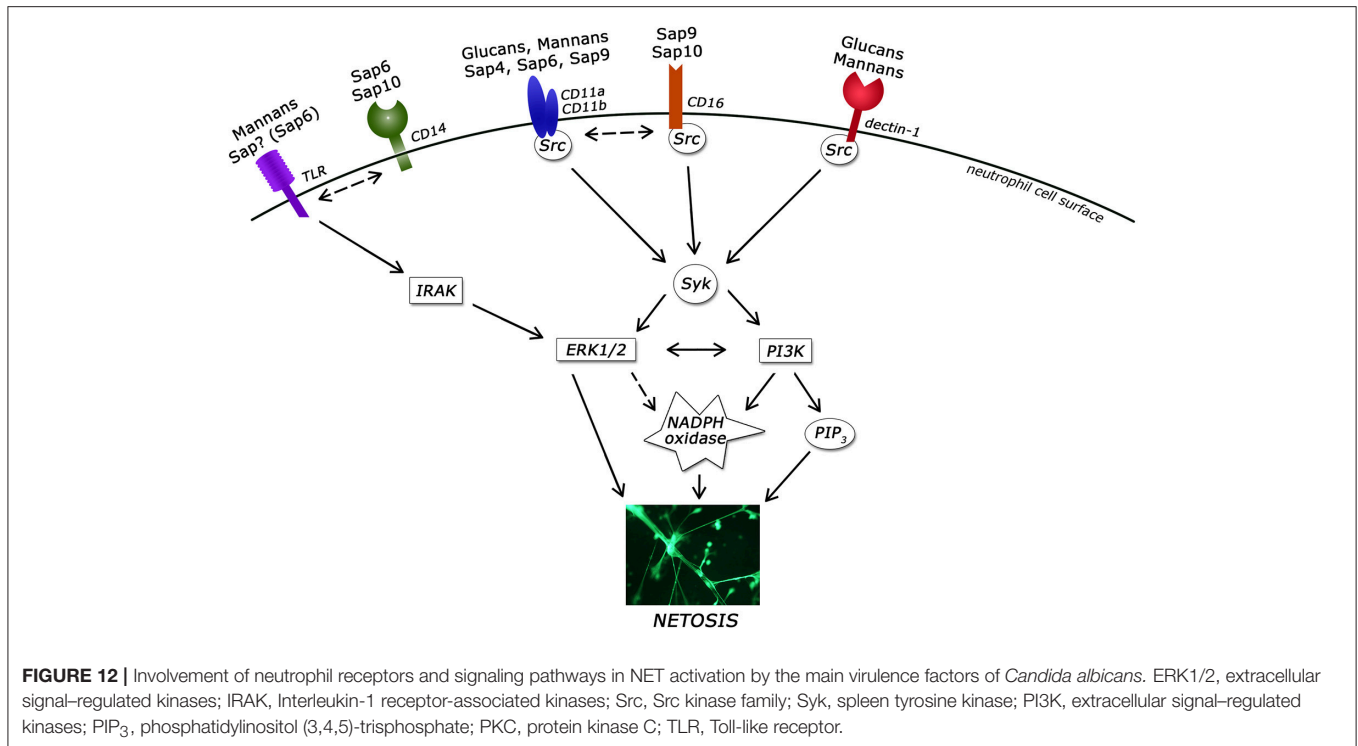 Glucans, Mannans
Sap4, Sap6, Sap9
Sap9
Sap10
Glucans
Mannans
Sap6
Sap10
Mannans
Sap? (Sap6)
CD11a
CD11b
CD16
dectin-1
CD14
TLR
Src
Src
Src
neutrophil cell surface
IRAK
Syk
ERK1/2
PI3K
NADPH
oxidase
PIP₃
NETOSIS
FIGURE 12 | Involvement of neutrophil receptors and signaling pathways in NET activation by the main virulence factors of Candida albicans. ERK1/2, extracellular
signal–regulated kinases; IRAK, Interleukin-1 receptor-associated kinases; Src, Src kinase family; Syk, spleen tyrosine kinase; PI3K, extracellular signal–regulated
kinases; PIP₃, phosphatidylinositol (3,4,5)-trisphosphate; PKC, protein kinase C; TLR, Toll-like receptor.